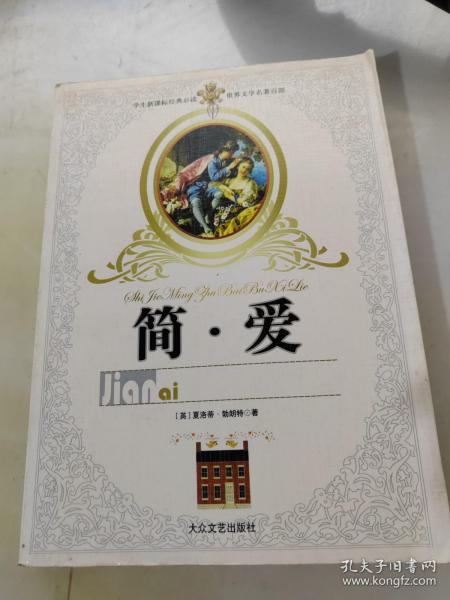 学生新课标经典必读 世界文学名著百部
Shi Jie Ming Zhu Bai Bu Xi Lie
简·爱
Jianai
[英]夏洛蒂·勃朗特◎著
大众文艺出版社
孔夫子旧书网
www.kongfz.com